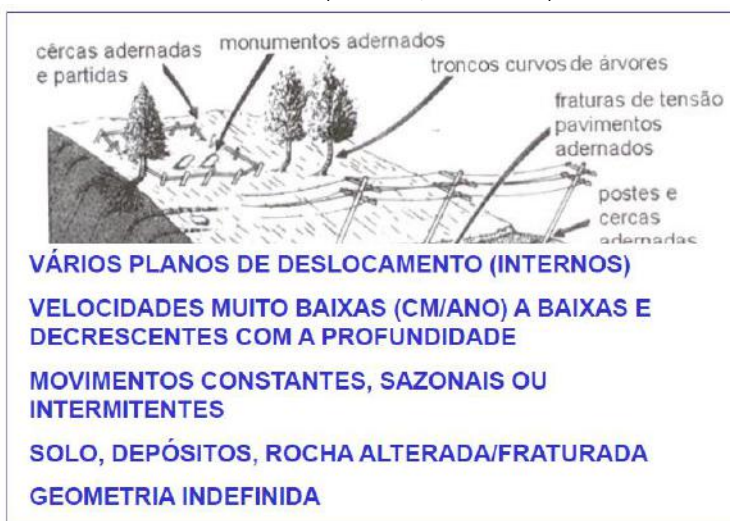 cêrcas adernadas
e partidas
monumentos adernados
troncos curvos de árvores
fraturas de tensão
pavimentos
adernados
postes e
cercas
adernadas
VÁRIOS PLANOS DE DESLOCAMENTO (INTERNOS)
VELOCIDADES MUITO BAIXAS (CM/ANO) A BAIXAS E
DECRESCENTES COM A PROFUNDIDADE
MOVIMENTOS CONSTANTES, SAZONAIS OU
INTERMITENTES
SOLO, DEPÓSITOS, ROCHA ALTERADA/FRATURADA
GEOMETRIA INDEFINIDA